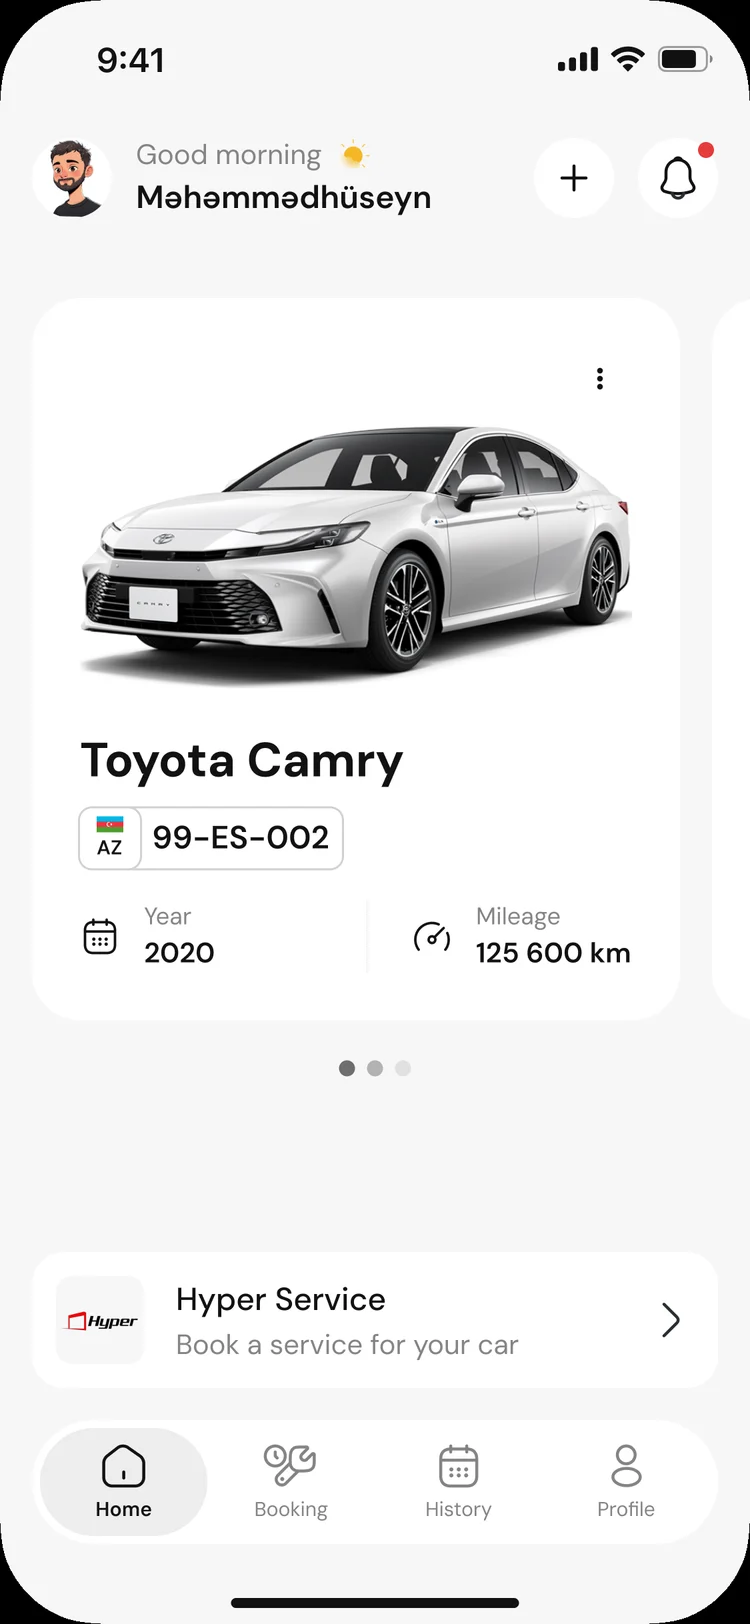 9:41
Good morning
Məhəmmədhüseyn
CAMRY
Toyota Camry
AZ
99-ES-002
Year
2020
Mileage
125 600 km
Hyper
Hyper Service
Book a service for your car
Home
Booking
History
Profile